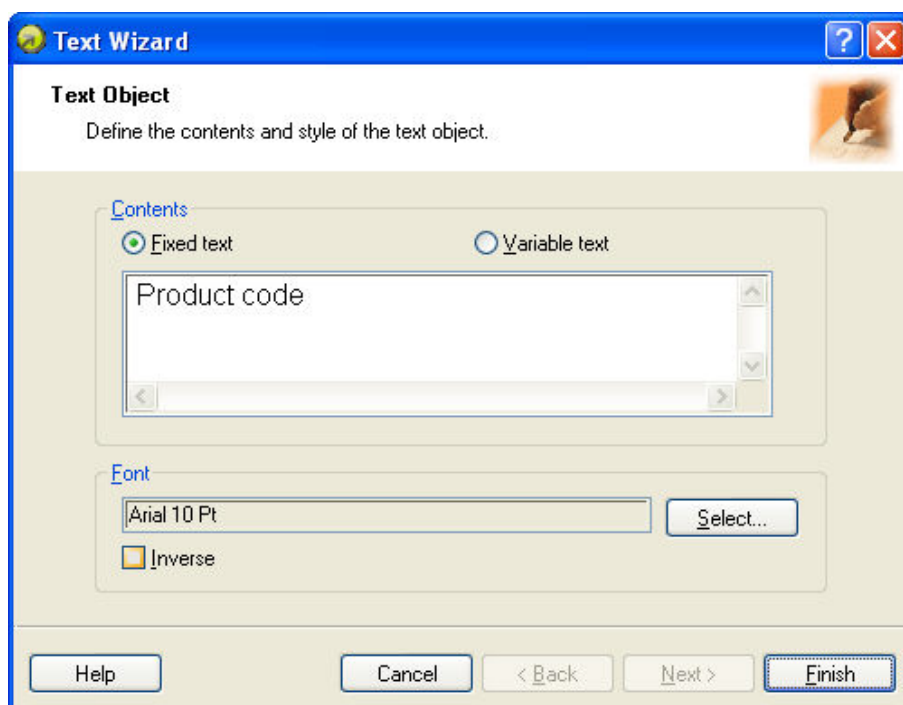 Text Wizard
Text Object
Define the contents and style of the text object.
Contents
Fixed text Variable text
Product code
Font
Arial 10 Pt Select...
Inverse
Help Cancel < Back Next > Finish